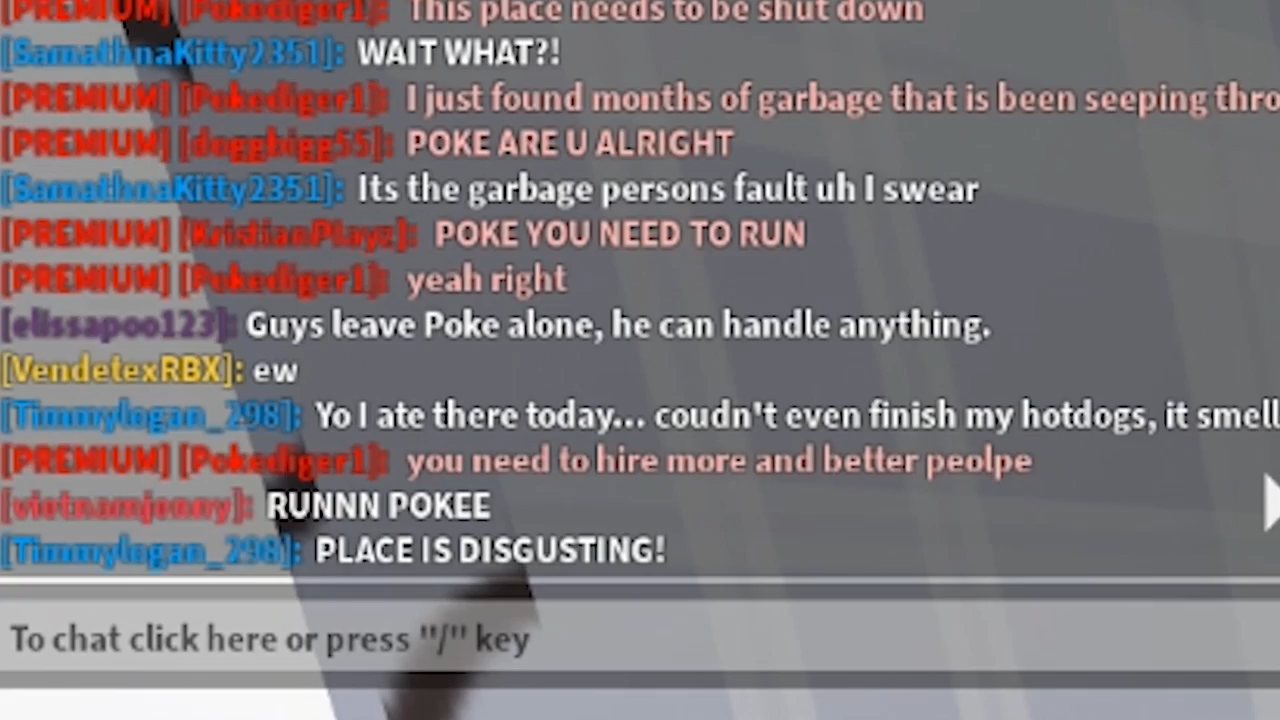 [PREMIUM] [Pokediger1]: This place needs to be shut down
[SamathnaKitty2351]: WAIT WHAT?!
[PREMIUM] [Pokediger1]: I just found months of garbage that is been seeping thro
[PREMIUM] [dogghigg55]: POKE ARE U ALRIGHT
[SamathnaKitty2351]: Its the garbage persons fault uh I swear
[PREMIUM] [KristianPlayz]: POKE YOU NEED TO RUN
[PREMIUM] [Pokediger1]: yeah right
[elissapoo123]: Guys leave Poke alone, he can handle anything.
[VendetexRBX]: ew
[Timmylogan_298]: Yo I ate there today... coudn't even finish my hotdogs, it smell
[PREMIUM] [Pokediger1]: you need to hire more and better peolpe
[vietnamjenny]: RUNNN POKEE
[Timmylogan_298]: PLACE IS DISGUSTING!
To chat click here or press "/" key